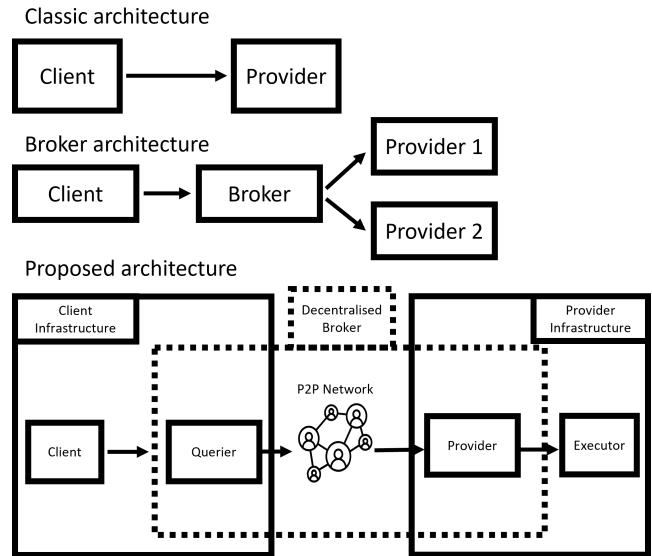 Classic architecture
Client
Provider
Broker architecture
Provider 1
Client
Broker
Provider 2
Proposed architecture
Client
Infrastructure
Decentralised
Broker
Provider
Infrastructure
P2P Network
Client
Querier
Provider
Executor